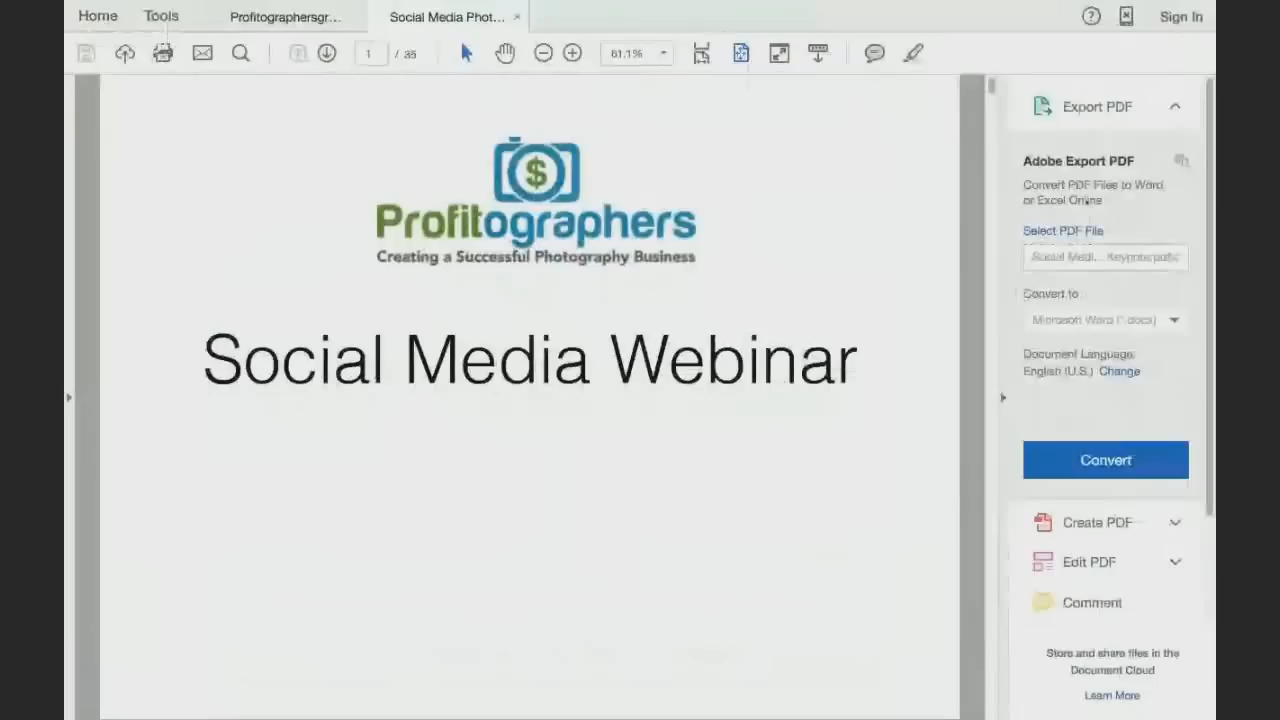 Home Tools Profitographersgr... Social Media Phot... × Sign In
1 / 35 61.1%
Export PDF
Adobe Export PDF
Convert PDF Files to Word
or Excel Online
Select PDF File
Social Medi...
Convert to
Microsoft Word (*.docx)
Document Language:
English (U.S.) Change
Convert
Create PDF
Edit PDF
Comment
Store and share files in the
Document Cloud
Learn More
$
Profitographers
Creating a Successful Photography Business
Social Media Webinar